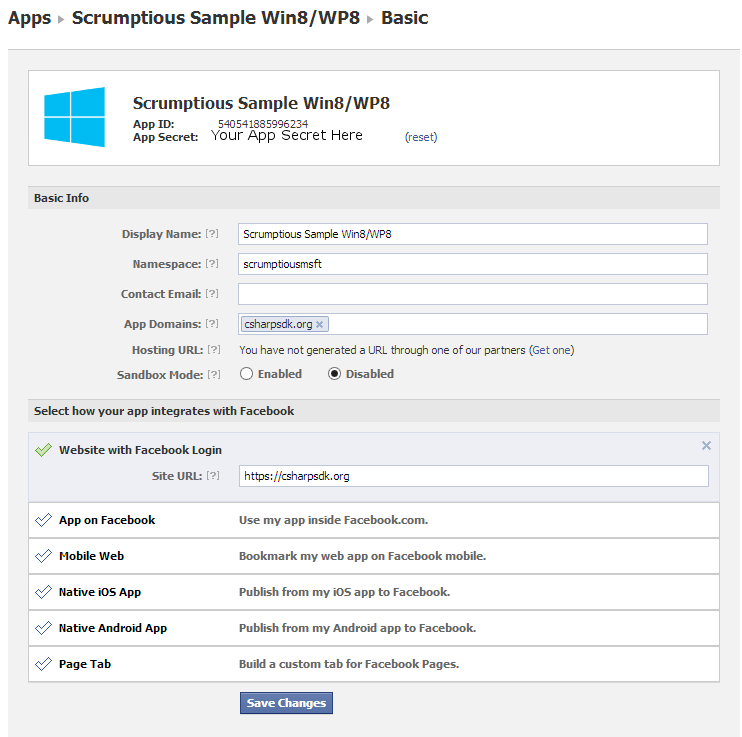 Apps ▸ Scrumptious Sample Win8/WP8 ▸ Basic
Scrumptious Sample Win8/WP8
App ID: 540541885996234
App Secret: Your App Secret Here (reset)
Basic Info
Display Name: [?] Scrumptious Sample Win8/WP8
Namespace: [?] scrumptiousmsft
Contact Email: [?]
App Domains: [?] csharpsdk.org ×
Hosting URL: [?] You have not generated a URL through one of our partners (Get one)
Sandbox Mode: [?] Enabled Disabled
Select how your app integrates with Facebook
Website with Facebook Login ×
Site URL: [?] https://csharpsdk.org
App on Facebook Use my app inside Facebook.com.
Mobile Web Bookmark my web app on Facebook mobile.
Native iOS App Publish from my iOS app to Facebook.
Native Android App Publish from my Android app to Facebook.
Page Tab Build a custom tab for Facebook Pages.
Save Changes